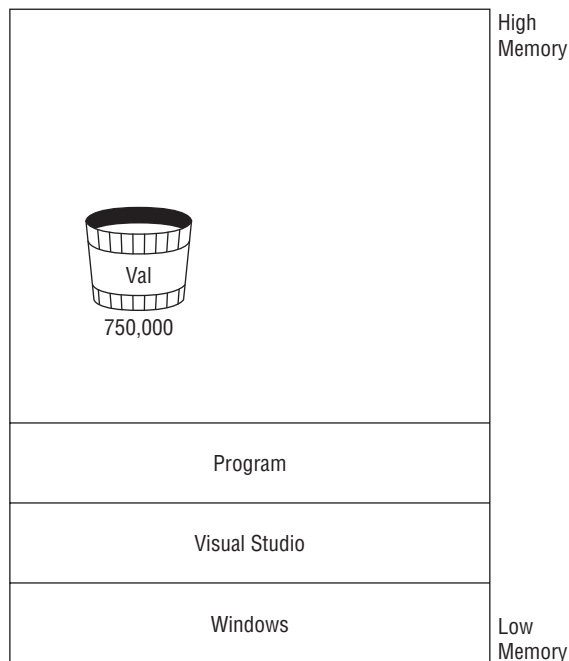 High
Memory
Val
750,000
Program
Visual Studio
Windows
Low
Memory